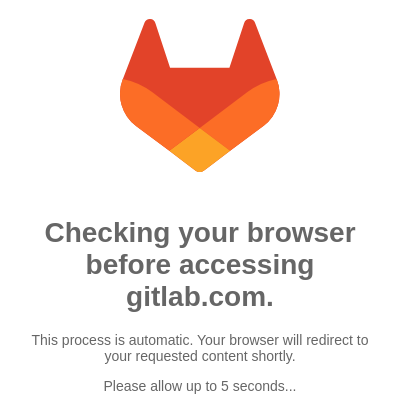 Checking your browser
before accessing
gitlab.com.
This process is automatic. Your browser will redirect to
your requested content shortly.
Please allow up to 5 seconds...